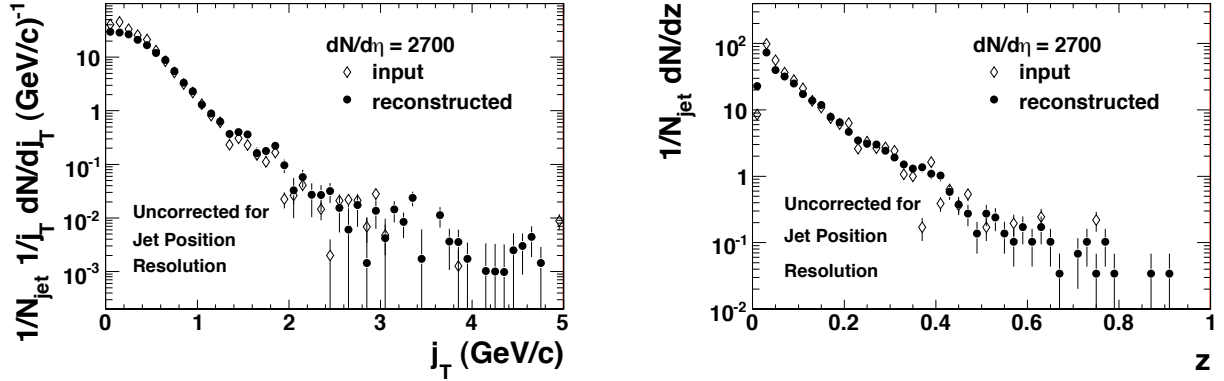 1/N_jet 1/j_T dN/dj_T (GeV/c)^-1
10
1
10^-1
10^-2
10^-3
dN/dη = 2700
input
reconstructed
Uncorrected for
Jet Position
Resolution
0 1 2 3 4 5
j_T (GeV/c)
1/N_jet dN/dz
10^2
10
1
10^-1
10^-2
dN/dη = 2700
input
reconstructed
Uncorrected for
Jet Position
Resolution
0 0.2 0.4 0.6 0.8 1
z